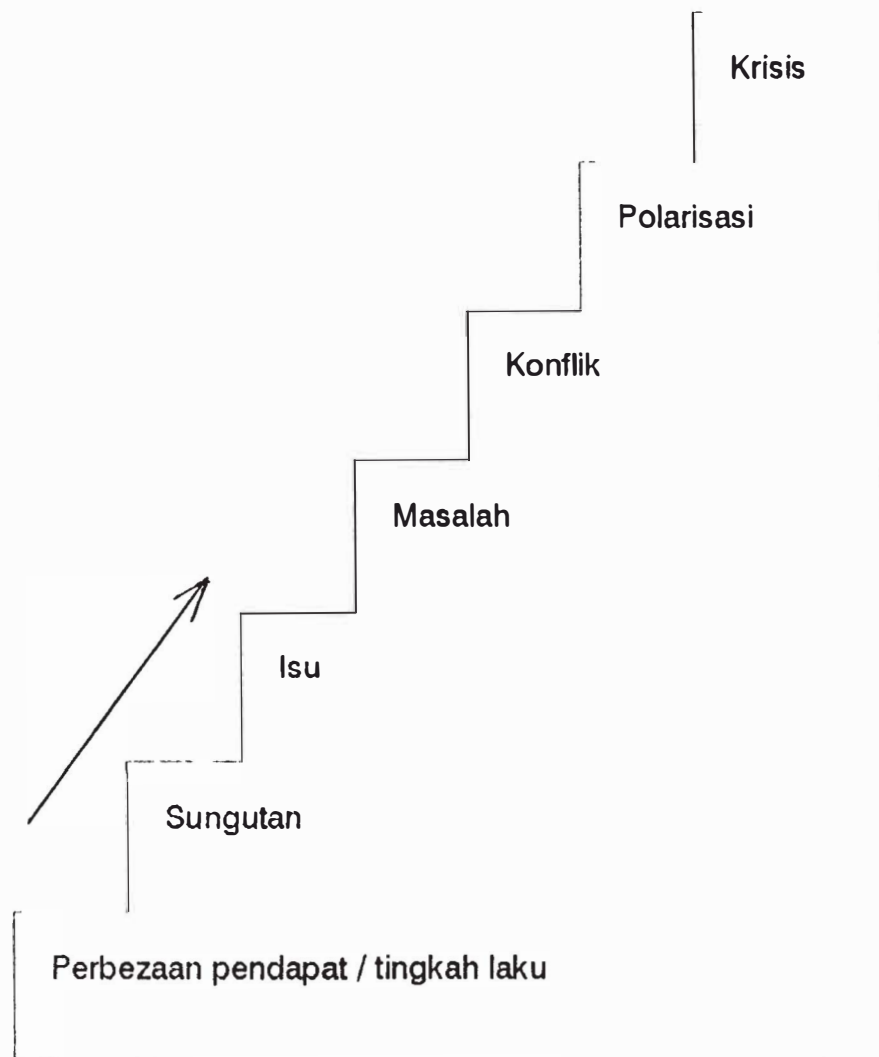 Krisis
Polarisasi
Konflik
Masalah
Isu
Sungutan
Perbezaan pendapat / tingkah laku